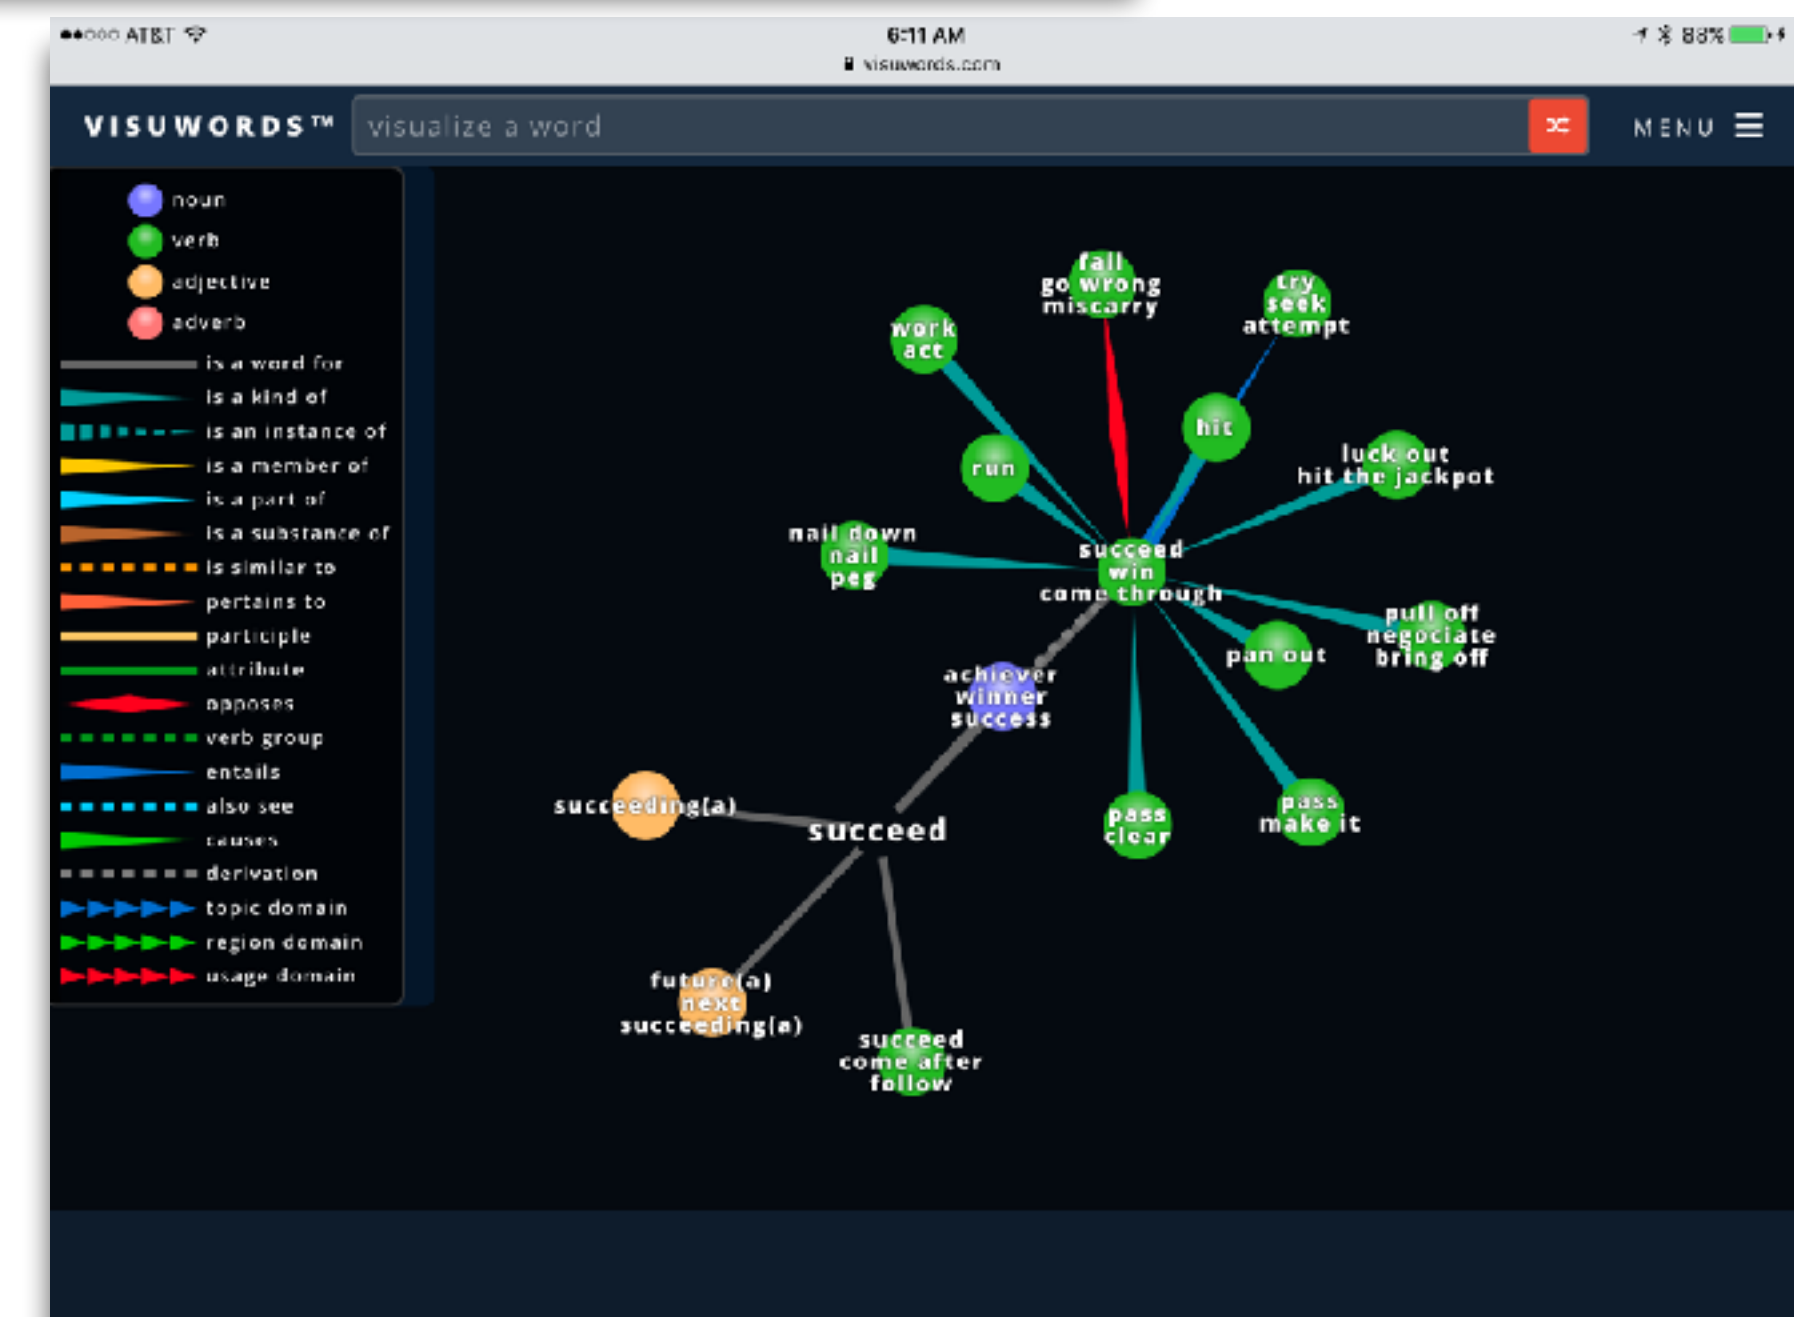 AT&T
6:11 AM
88%
visuwords.com
VISUWORDS™
visualize a word
MENU
noun
verb
adjective
adverb
is a word for
is a kind of
is an instance of
is a member of
is a part of
is a substance of
is similar to
pertains to
participle
attribute
opposes
verb group
entails
also see
causes
derivation
topic domain
region domain
usage domain
fail
go wrong
miscarry
try
seek
attempt
work
act
hit
run
luck out
hit the jackpot
nail down
nail
peg
succeed
win
come through
pull off
negociate
bring off
pan out
achiever
winner
success
pass
clear
pass
make it
succeeding(a)
succeed
future(a)
next
succeeding(a)
succeed
come after
follow